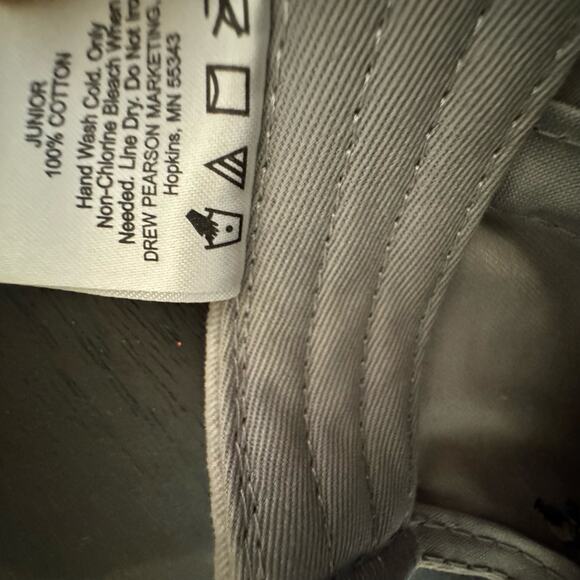 JUNIOR
100% COTTON
Hand Wash Cold. Only
Non-Chlorine Bleach When
Needed. Line Dry. Do Not Iro
DREW PEARSON MARKETING,
Hopkins, MN 55343